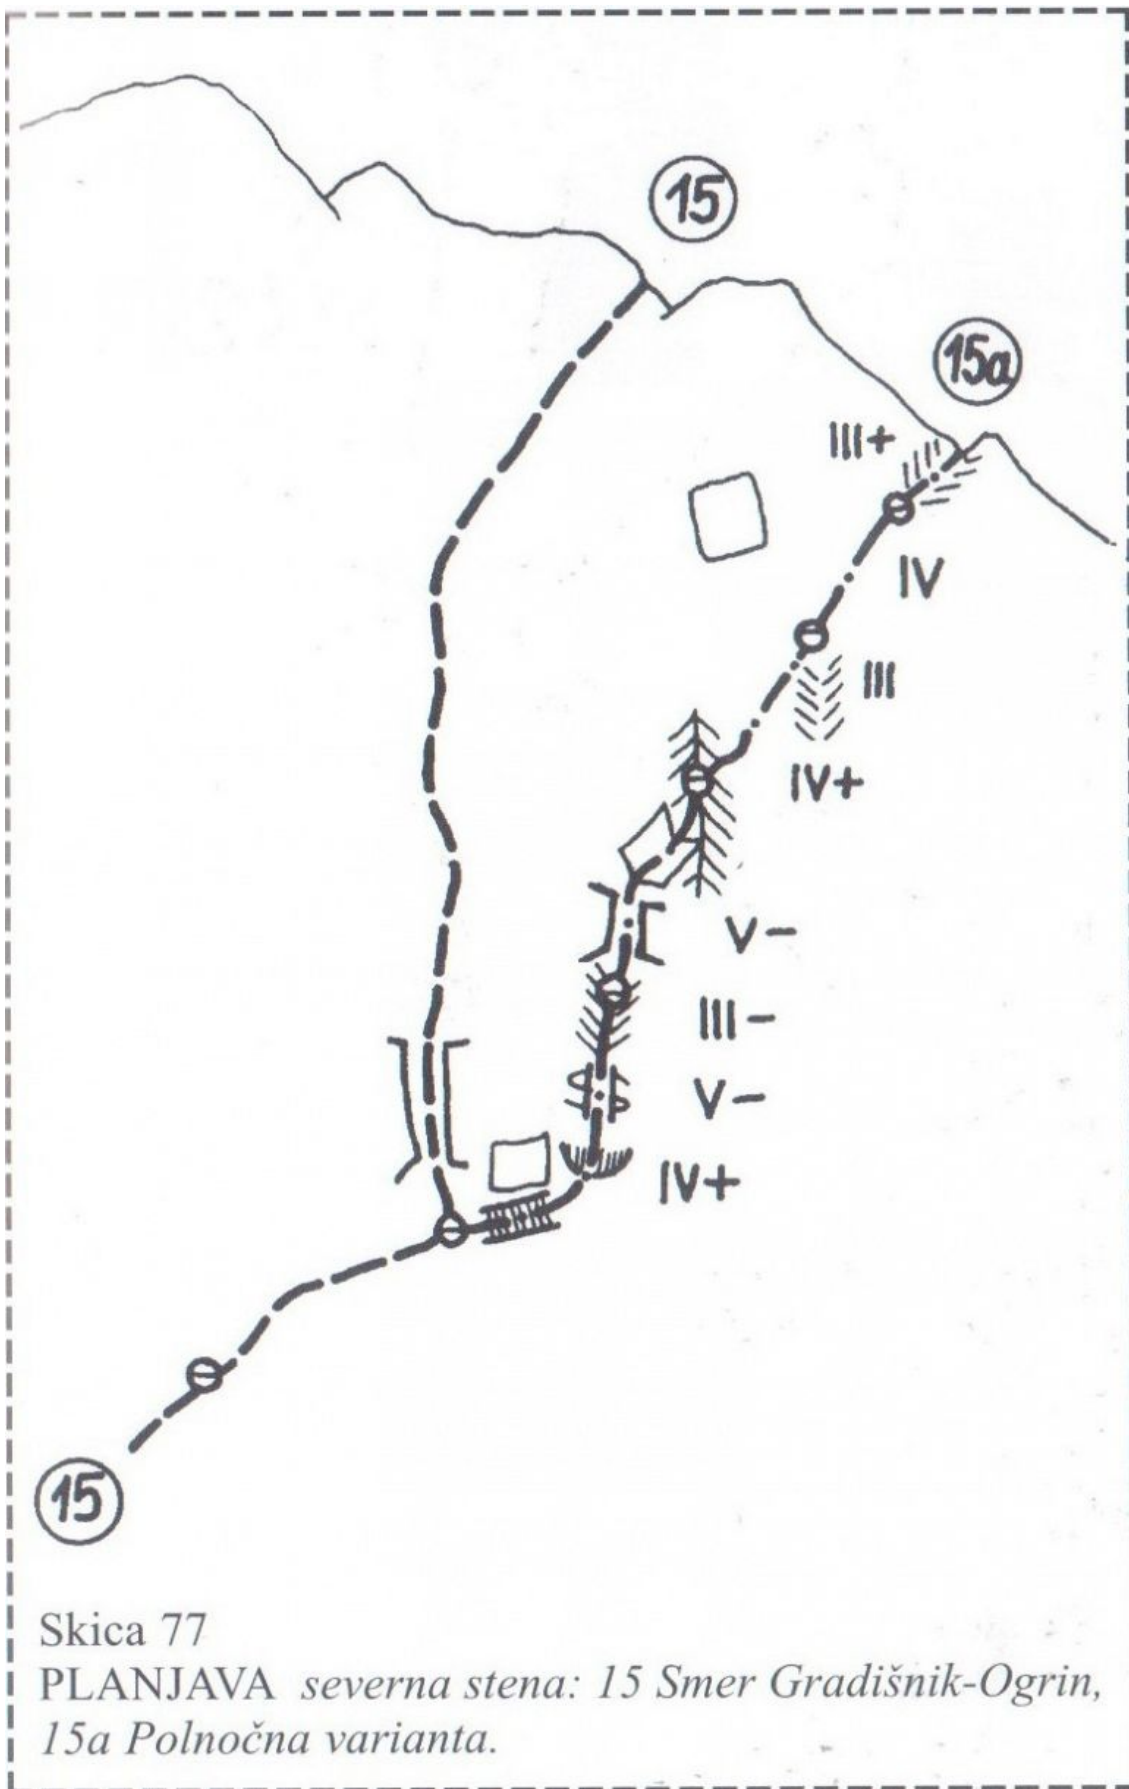 15
15a
III+
IV
III
IV+
V-
III-
V-
IV+
15
Skica 77
PLANJAVA severna stena: 15 Smer Gradišnik-Ogrin,
15a Polnočna varianta.